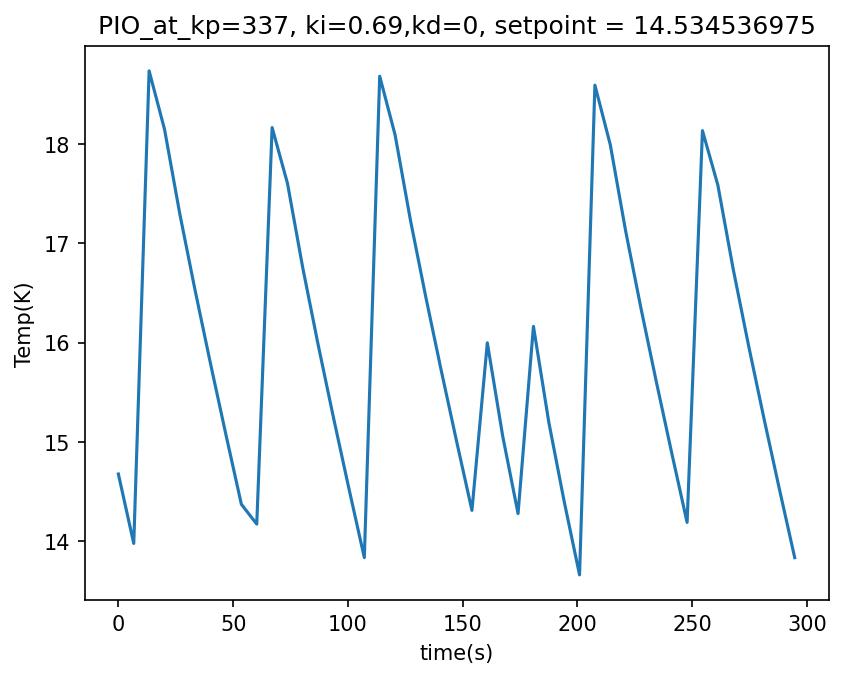 PIO_at_kp=337, ki=0.69,kd=0, setpoint = 14.534536975
18
17
16
15
14
Temp(K)
0 50 100 150 200 250 300
time(s)